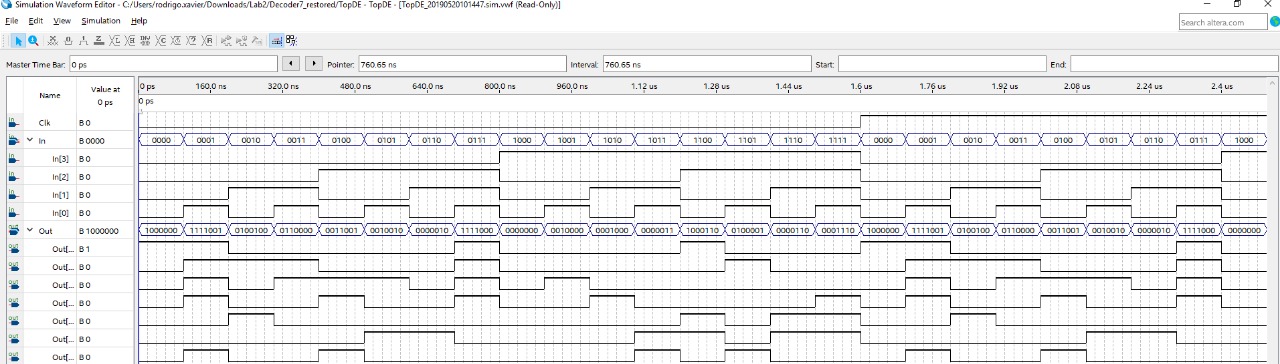 Simulation Waveform Editor - C:/Users/rodrigo.xavier/Downloads/Lab2/Decoder7_restored/TopDE - TopDE - [TopDE_20190520101447.sim.vwf (Read-Only)]
File Edit View Simulation Help
Search altera.com
Master Time Bar: 0 ps Pointer: 760.65 ns Interval: 760.65 ns Start: End:
Name Value at 0 ps
0 ps 160.0 ns 320.0 ns 480.0 ns 640.0 ns 800.0 ns 960.0 ns 1.12 us 1.28 us 1.44 us 1.6 us 1.76 us 1.92 us 2.08 us 2.24 us 2.4 us
0 ps
Clk B 0
In B 0000 0000 0001 0010 0011 0100 0101 0110 0111 1000 1001 1010 1011 1100 1101 1110 1111 0000 0001 0010 0011 0100 0101 0110 0111 1000
In[3] B 0
In[2] B 0
In[1] B 0
In[0] B 0
Out B 1000000 1000000 1111001 0100100 0110000 0011001 0010010 0000010 1111000 0000000 0010000 0001000 0000011 1000110 0100001 0000110 0001110 1000000 1111001 0100100 0110000 0011001 0010010 0000010 1111000 0000000
Out[... B 1
Out[... B 0
Out[... B 0
Out[... B 0
Out[... B 0
Out[... B 0
Out[... B 0